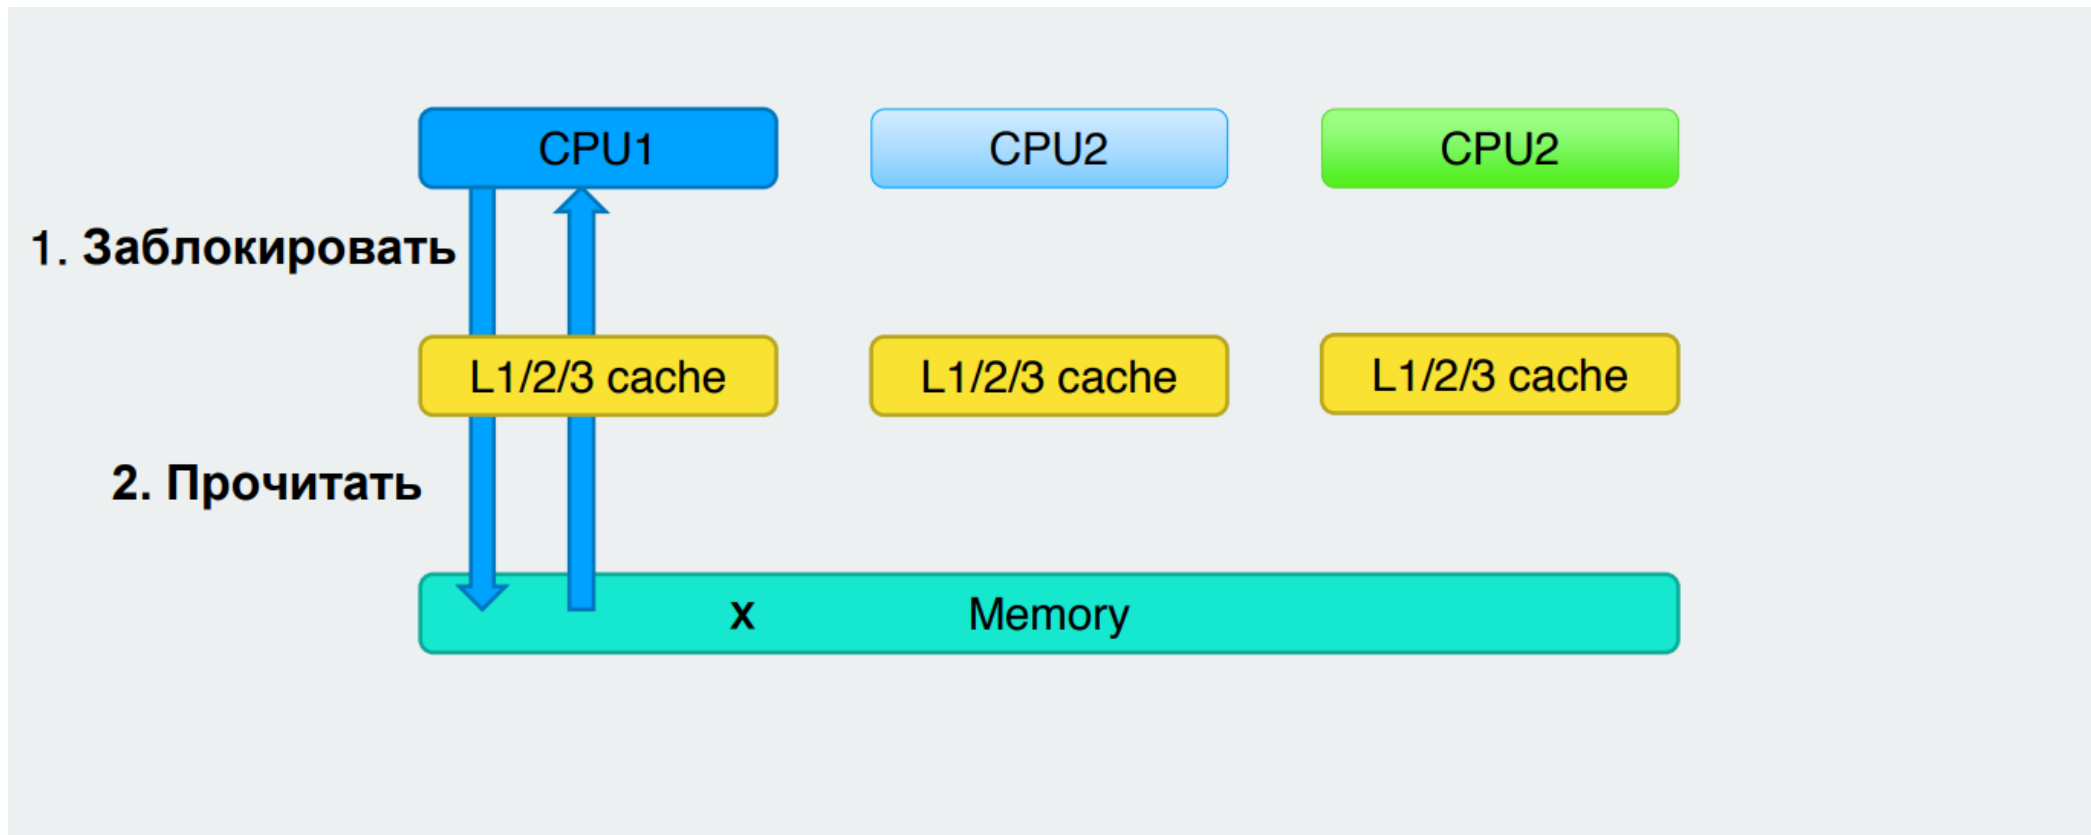 CPU1
CPU2
CPU2
1. Заблокировать
L1/2/3 cache
L1/2/3 cache
L1/2/3 cache
2. Прочитать
x
Memory